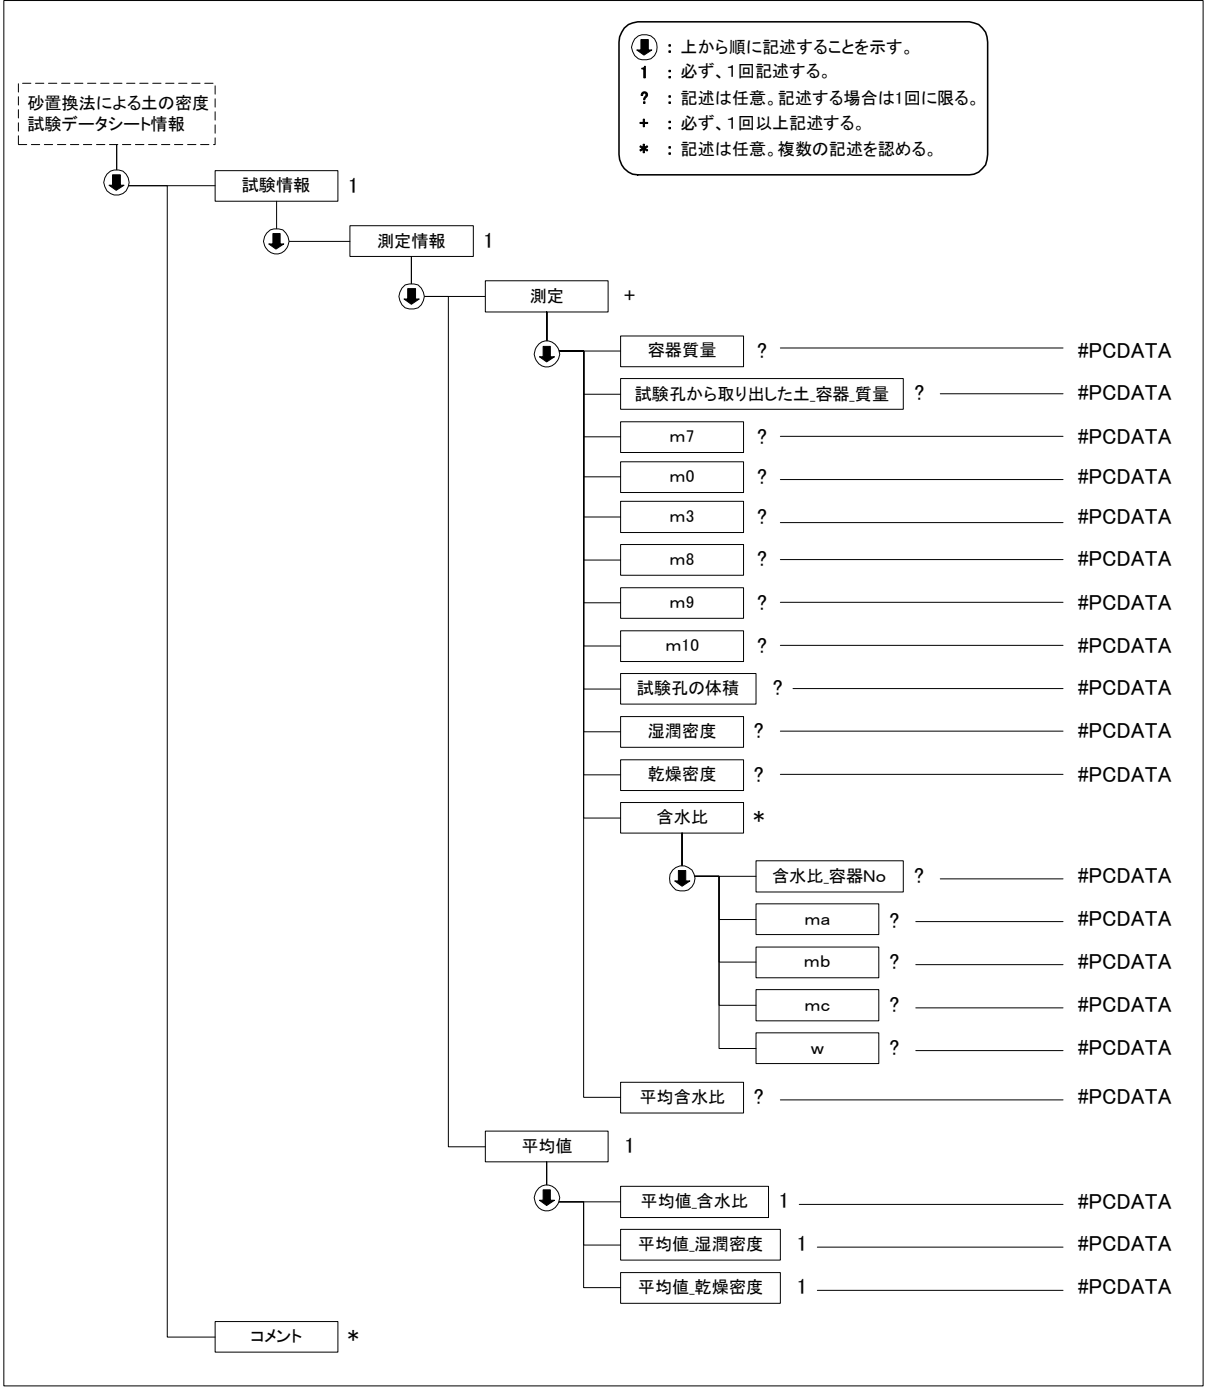 ：上から順に記述することを示す。
1 ：必ず、1回記述する。
? ：記述は任意。記述する場合は1回に限る。
+ ：必ず、1回以上記述する。
* ：記述は任意。複数の記述を認める。
砂置換法による土の密度
試験データシート情報
試験情報 1
測定情報 1
測定 +
容器質量 ? #PCDATA
試験孔から取り出した土_容器_質量 ? #PCDATA
m7 ? #PCDATA
m0 ? #PCDATA
m3 ? #PCDATA
m8 ? #PCDATA
m9 ? #PCDATA
m10 ? #PCDATA
試験孔の体積 ? #PCDATA
湿潤密度 ? #PCDATA
乾燥密度 ? #PCDATA
含水比 *
含水比_容器No ? #PCDATA
ma ? #PCDATA
mb ? #PCDATA
mc ? #PCDATA
w ? #PCDATA
平均含水比 ? #PCDATA
平均値 1
平均値_含水比 1 #PCDATA
平均値_湿潤密度 1 #PCDATA
平均値_乾燥密度 1 #PCDATA
コメント *